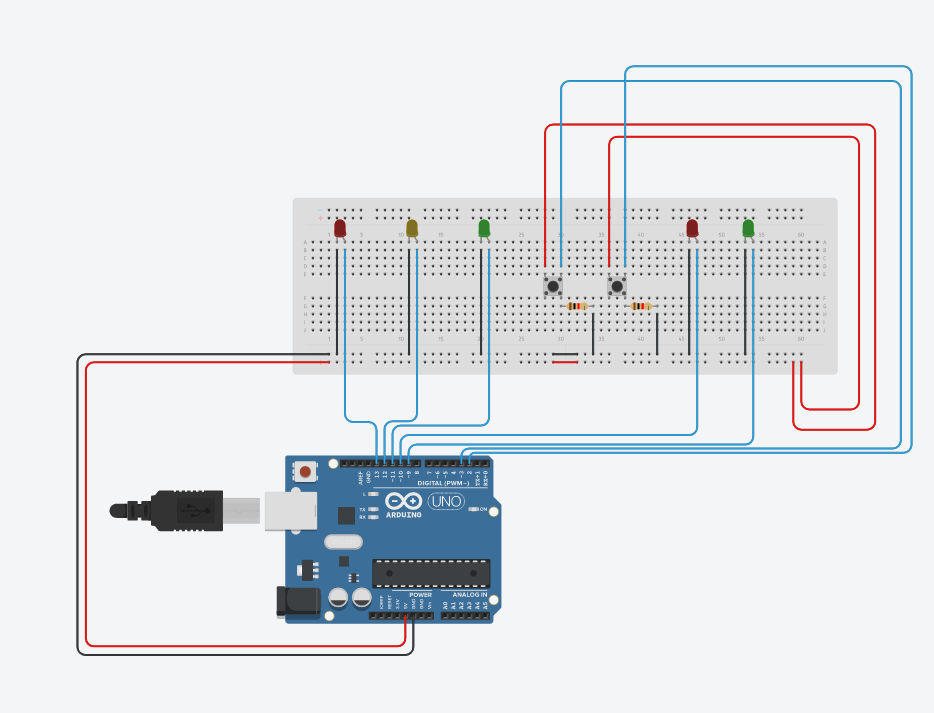 - -
+ +
1 5 10 15 20 25 30 35 40 45 50 55 60
A A
B B
C C
D D
E E
F F
G G
H H
I I
J J
1 5 10 15 20 25 30 35 40 45 50 55 60
- -
+ +
AREF GND 13 12 ~11 ~10 ~9 8 7 ~6 ~5 4 ~3 2 TX→1 RX←0
DIGITAL (PWM~)
L
TX
RX
UNO
ON
ARDUINO
POWER ANALOG IN
IOREF RESET 3.3V 5V GND GND Vin A0 A1 A2 A3 A4 A5